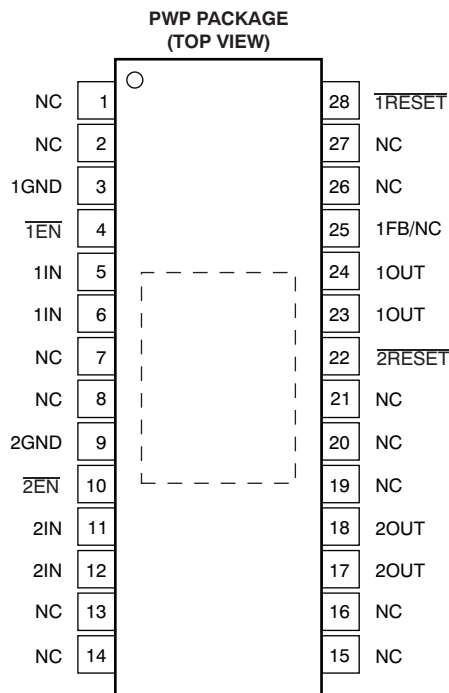 PWP PACKAGE
(TOP VIEW)
NC 1 28 1RESET
NC 2 27 NC
1GND 3 26 NC
1EN 4 25 1FB/NC
1IN 5 24 1OUT
1IN 6 23 1OUT
NC 7 22 2RESET
NC 8 21 NC
2GND 9 20 NC
2EN 10 19 NC
2IN 11 18 2OUT
2IN 12 17 2OUT
NC 13 16 NC
NC 14 15 NC